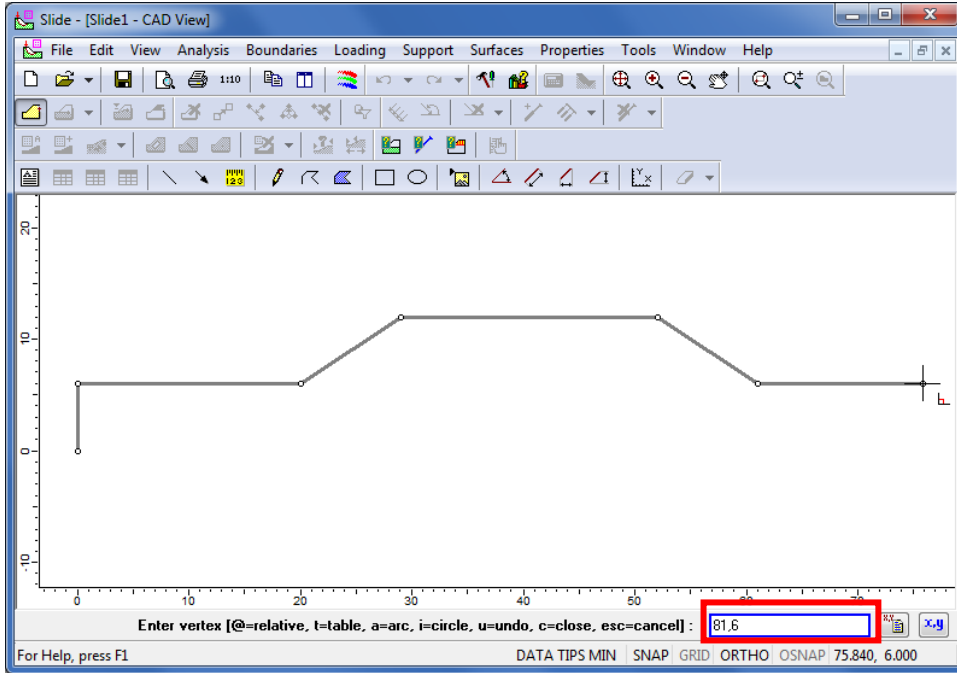 Slide - [Slide1 - CAD View]
File Edit View Analysis Boundaries Loading Support Surfaces Properties Tools Window Help
1:10
123
20
10
0
-10
0 10 20 30 40 50 60 70
Enter vertex [@=relative, t=table, a=arc, i=circle, u=undo, c=close, esc=cancel] : 81,6 x,y
For Help, press F1 DATA TIPS MIN SNAP GRID ORTHO OSNAP 75.840, 6.000